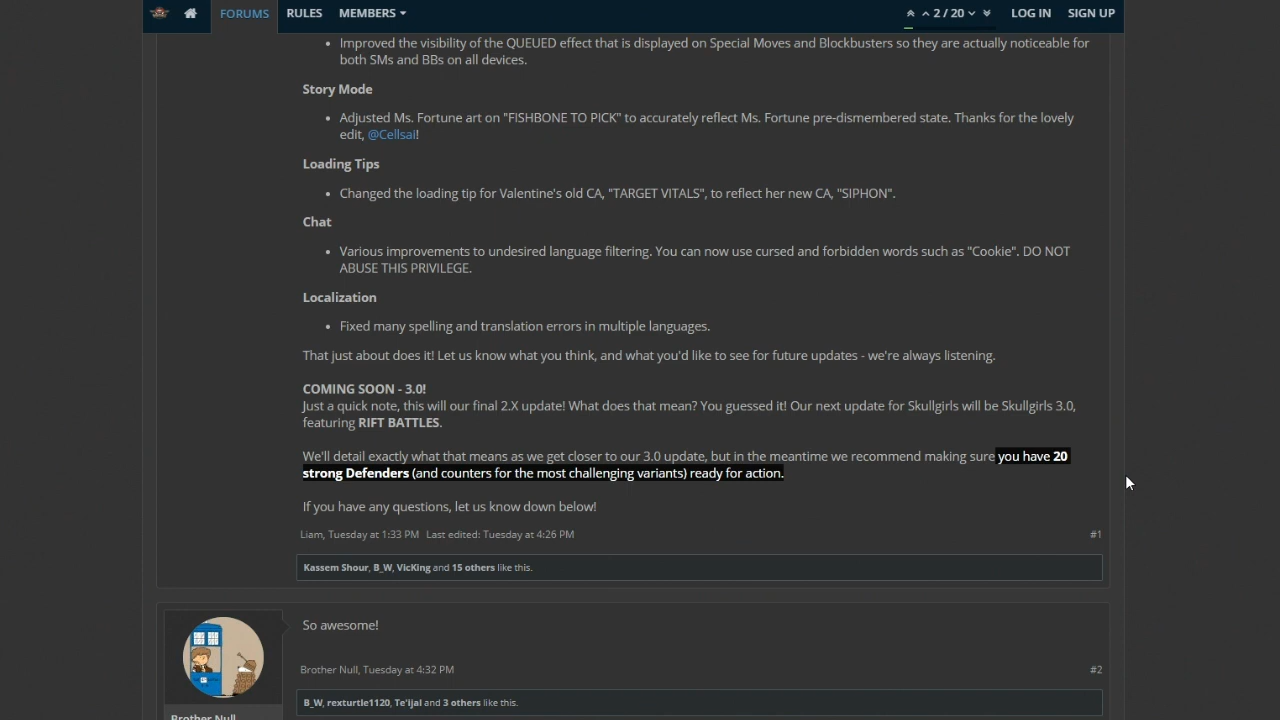 FORUMS RULES MEMBERS 2 / 20 LOG IN SIGN UP
• Improved the visibility of the QUEUED effect that is displayed on Special Moves and Blockbusters so they are actually noticeable for
both SMs and BBs on all devices.
Story Mode
• Adjusted Ms. Fortune art on "FISHBONE TO PICK" to accurately reflect Ms. Fortune pre-dismembered state. Thanks for the lovely
edit, @Cellsai!
Loading Tips
• Changed the loading tip for Valentine's old CA, "TARGET VITALS", to reflect her new CA, "SIPHON".
Chat
• Various improvements to undesired language filtering. You can now use cursed and forbidden words such as "Cookie". DO NOT
ABUSE THIS PRIVILEGE.
Localization
• Fixed many spelling and translation errors in multiple languages.
That just about does it! Let us know what you think, and what you'd like to see for future updates - we're always listening.
COMING SOON - 3.0!
Just a quick note, this will our final 2.X update! What does that mean? You guessed it! Our next update for Skullgirls will be Skullgirls 3.0,
featuring RIFT BATTLES.
We'll detail exactly what that means as we get closer to our 3.0 update, but in the meantime we recommend making sure you have 20
strong Defenders (and counters for the most challenging variants) ready for action.
If you have any questions, let us know down below!
Liam, Tuesday at 1:33 PM Last edited: Tuesday at 4:26 PM #1
Kassem Shour, B_W, VicKing and 15 others like this.
So awesome!
Brother Null, Tuesday at 4:32 PM #2
B_W, rexturtle1120, Te'ijal and 3 others like this.
Brother Null